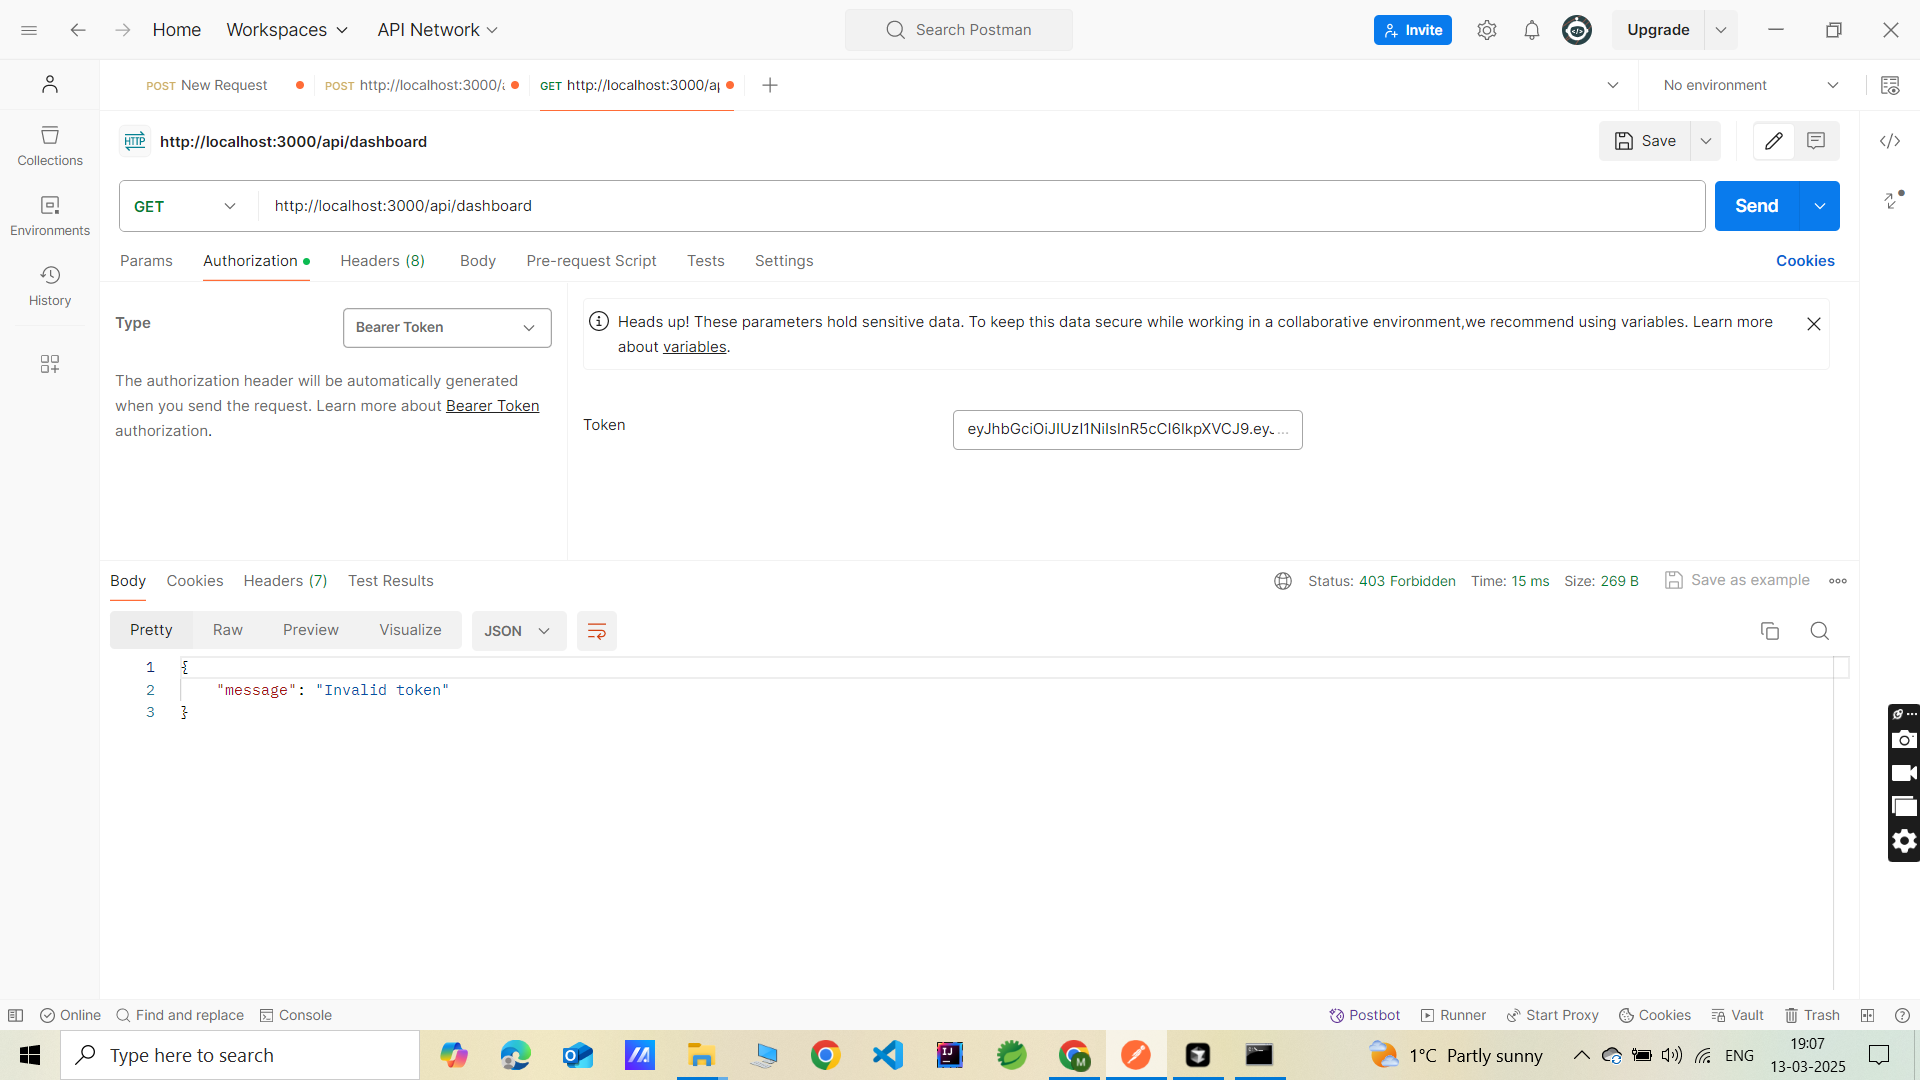 Home Workspaces API Network Search Postman Invite Upgrade
POST New Request POST http://localhost:3000/a GET http://localhost:3000/ap No environment
HTTP http://localhost:3000/api/dashboard Save
Collections
GET http://localhost:3000/api/dashboard Send
Environments
Params Authorization Headers (8) Body Pre-request Script Tests Settings Cookies
History
Type Bearer Token
Heads up! These parameters hold sensitive data. To keep this data secure while working in a collaborative environment,we recommend using variables. Learn more
about variables.
The authorization header will be automatically generated
when you send the request. Learn more about Bearer Token
authorization.
Token eyJhbGciOiJIUzI1NiIsInR5cCI6IkpXVCJ9.eyJ...
Body Cookies Headers (7) Test Results Status: 403 Forbidden Time: 15 ms Size: 269 B Save as example
Pretty Raw Preview Visualize JSON
1 {
2 "message": "Invalid token"
3 }
Online Find and replace Console Postbot Runner Start Proxy Cookies Vault Trash
Type here to search 1°C Partly sunny ENG 19:07
13-03-2025